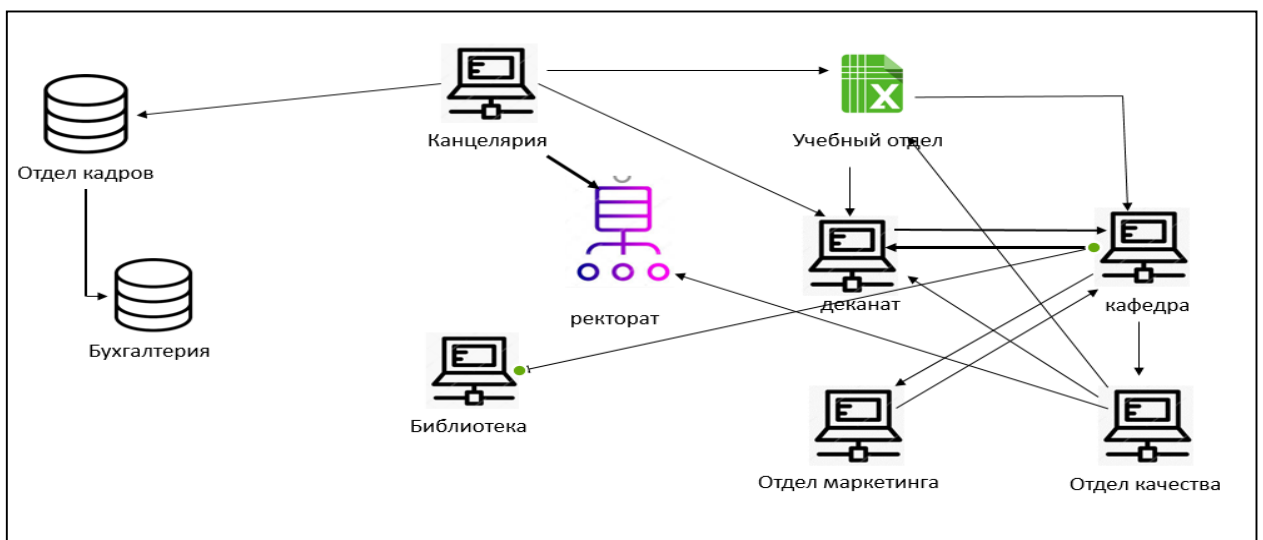 Канцелярия
Учебный отдел
Отдел кадров
ректорат
деканат
кафедра
Бухгалтерия
Библиотека
Отдел маркетинга
Отдел качества